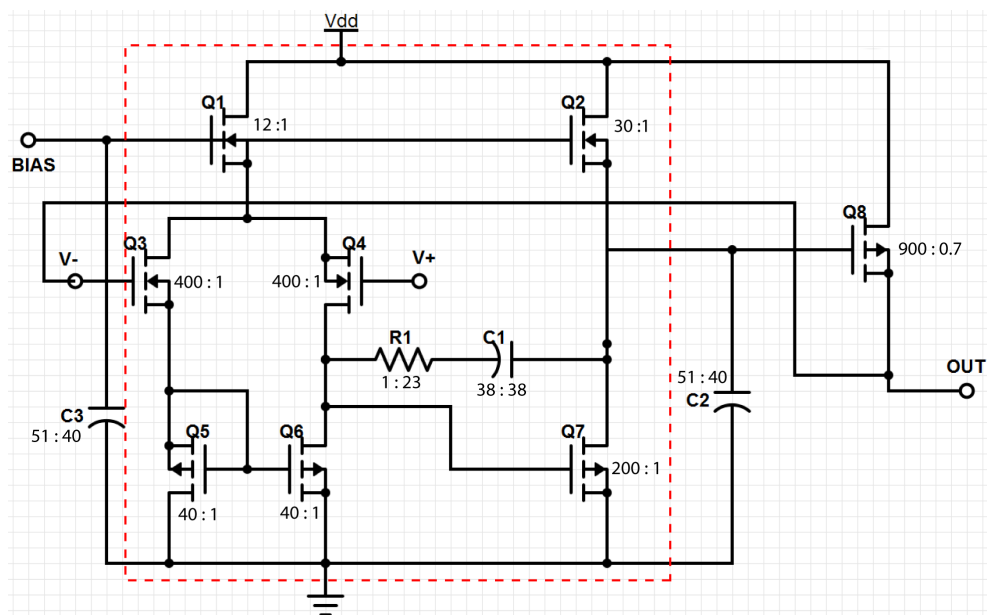 Vdd
Q1
12 :1
Q2
30 :1
BIAS
Q8
900 : 0.7
Q3
Q4
V-
V+
400 : 1
400 : 1
R1
C1
1 : 23
38 : 38
OUT
51 : 40
C2
C3
51 : 40
Q5
Q6
Q7
200 : 1
40 : 1
40 : 1